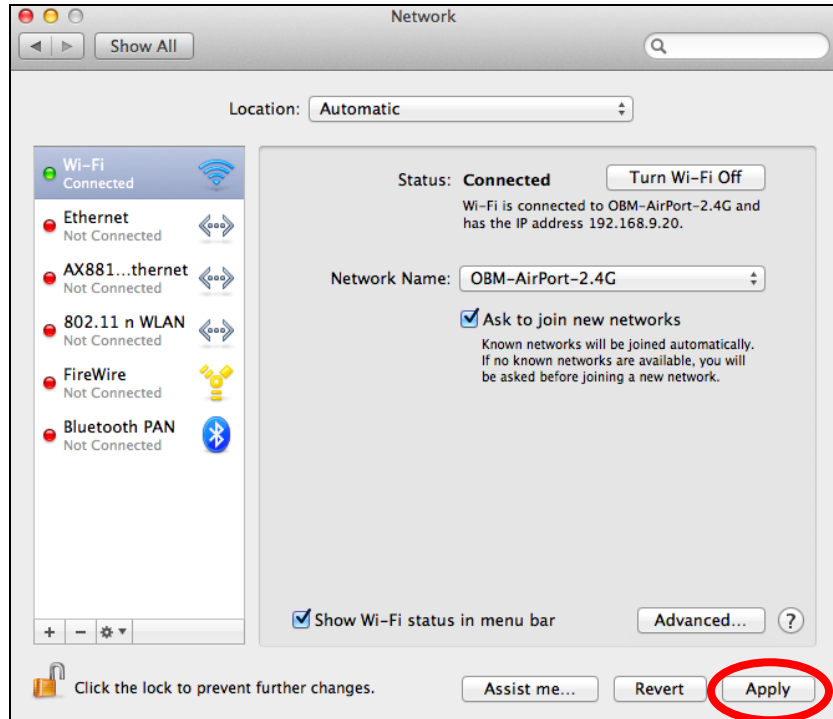 Network
Show All
Location: Automatic
Wi-Fi
Connected
Ethernet
Not Connected
AX881...thernet
Not Connected
802.11 n WLAN
Not Connected
FireWire
Not Connected
Bluetooth PAN
Not Connected
Status: Connected Turn Wi-Fi Off
Wi-Fi is connected to OBM-AirPort-2.4G and
has the IP address 192.168.9.20.
Network Name: OBM-AirPort-2.4G
Ask to join new networks
Known networks will be joined automatically.
If no known networks are available, you will
be asked before joining a new network.
Show Wi-Fi status in menu bar Advanced... ?
Click the lock to prevent further changes. Assist me... Revert Apply